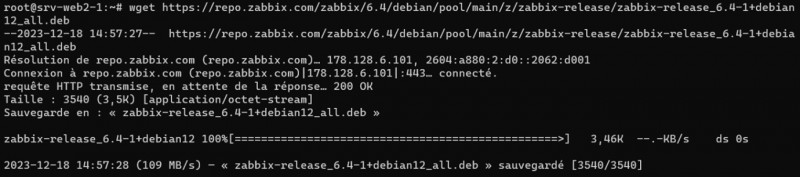 root@srv-web2-1:~# wget https://repo.zabbix.com/zabbix/6.4/debian/pool/main/z/zabbix-release/zabbix-release_6.4-1+debian
12_all.deb
--2023-12-18 14:57:27--  https://repo.zabbix.com/zabbix/6.4/debian/pool/main/z/zabbix-release/zabbix-release_6.4-1+debia
n12_all.deb
Résolution de repo.zabbix.com (repo.zabbix.com)… 178.128.6.101, 2604:a880:2:d0::2062:d001
Connexion à repo.zabbix.com (repo.zabbix.com)|178.128.6.101|:443… connecté.
requête HTTP transmise, en attente de la réponse… 200 OK
Taille : 3540 (3,5K) [application/octet-stream]
Sauvegarde en : « zabbix-release_6.4-1+debian12_all.deb »
zabbix-release_6.4-1+debian12 100%[=================================================>]   3,46K  --.-KB/s    ds 0s
2023-12-18 14:57:28 (109 MB/s) — « zabbix-release_6.4-1+debian12_all.deb » sauvegardé [3540/3540]